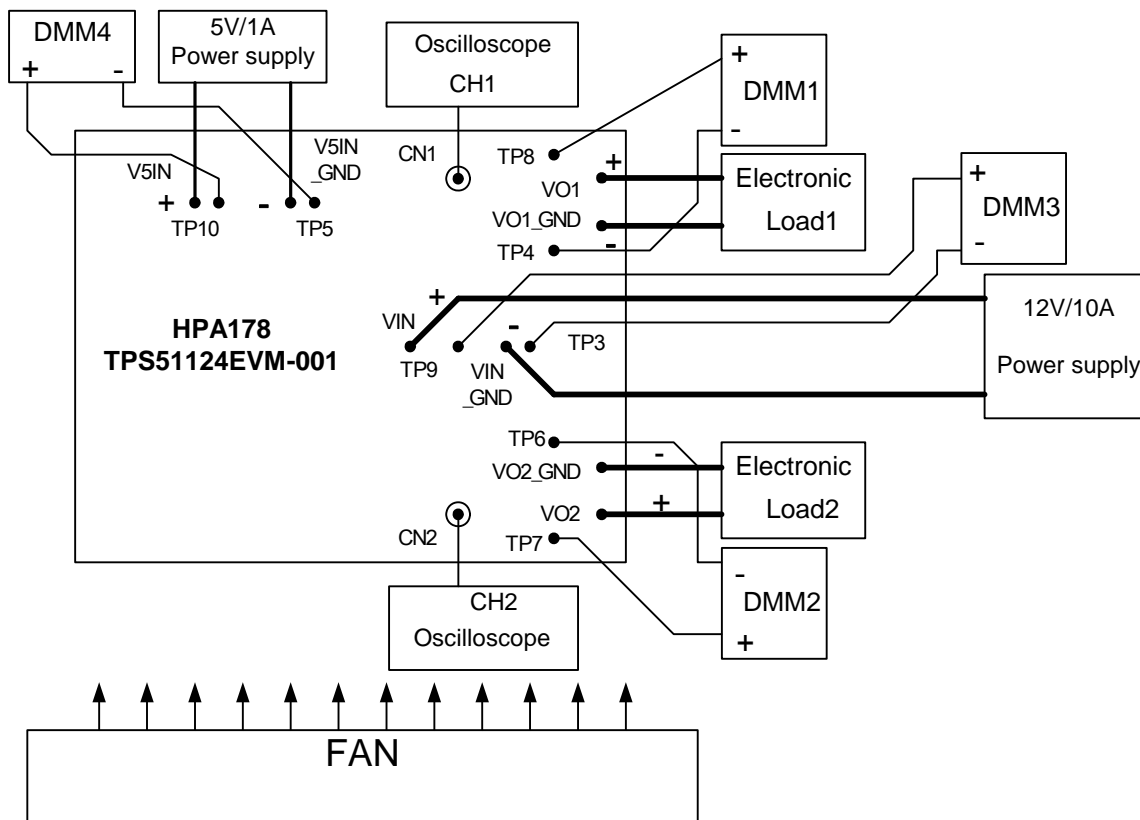 DMM4
+ -
5V/1A
Power supply
Oscilloscope
CH1
+
DMM1
-
V5IN
V5IN
_GND
+ -
TP10
TP5
CN1
TP8
+
VO1
VO1_GND
-
TP4
Electronic
Load1
+
DMM3
-
HPA178
TPS51124EVM-001
+
VIN
TP9
-
VIN
_GND
TP3
12V/10A
Power supply
TP6
-
VO2_GND
+
VO2
TP7
CN2
Electronic
Load2
-
DMM2
+
CH2
Oscilloscope
FAN